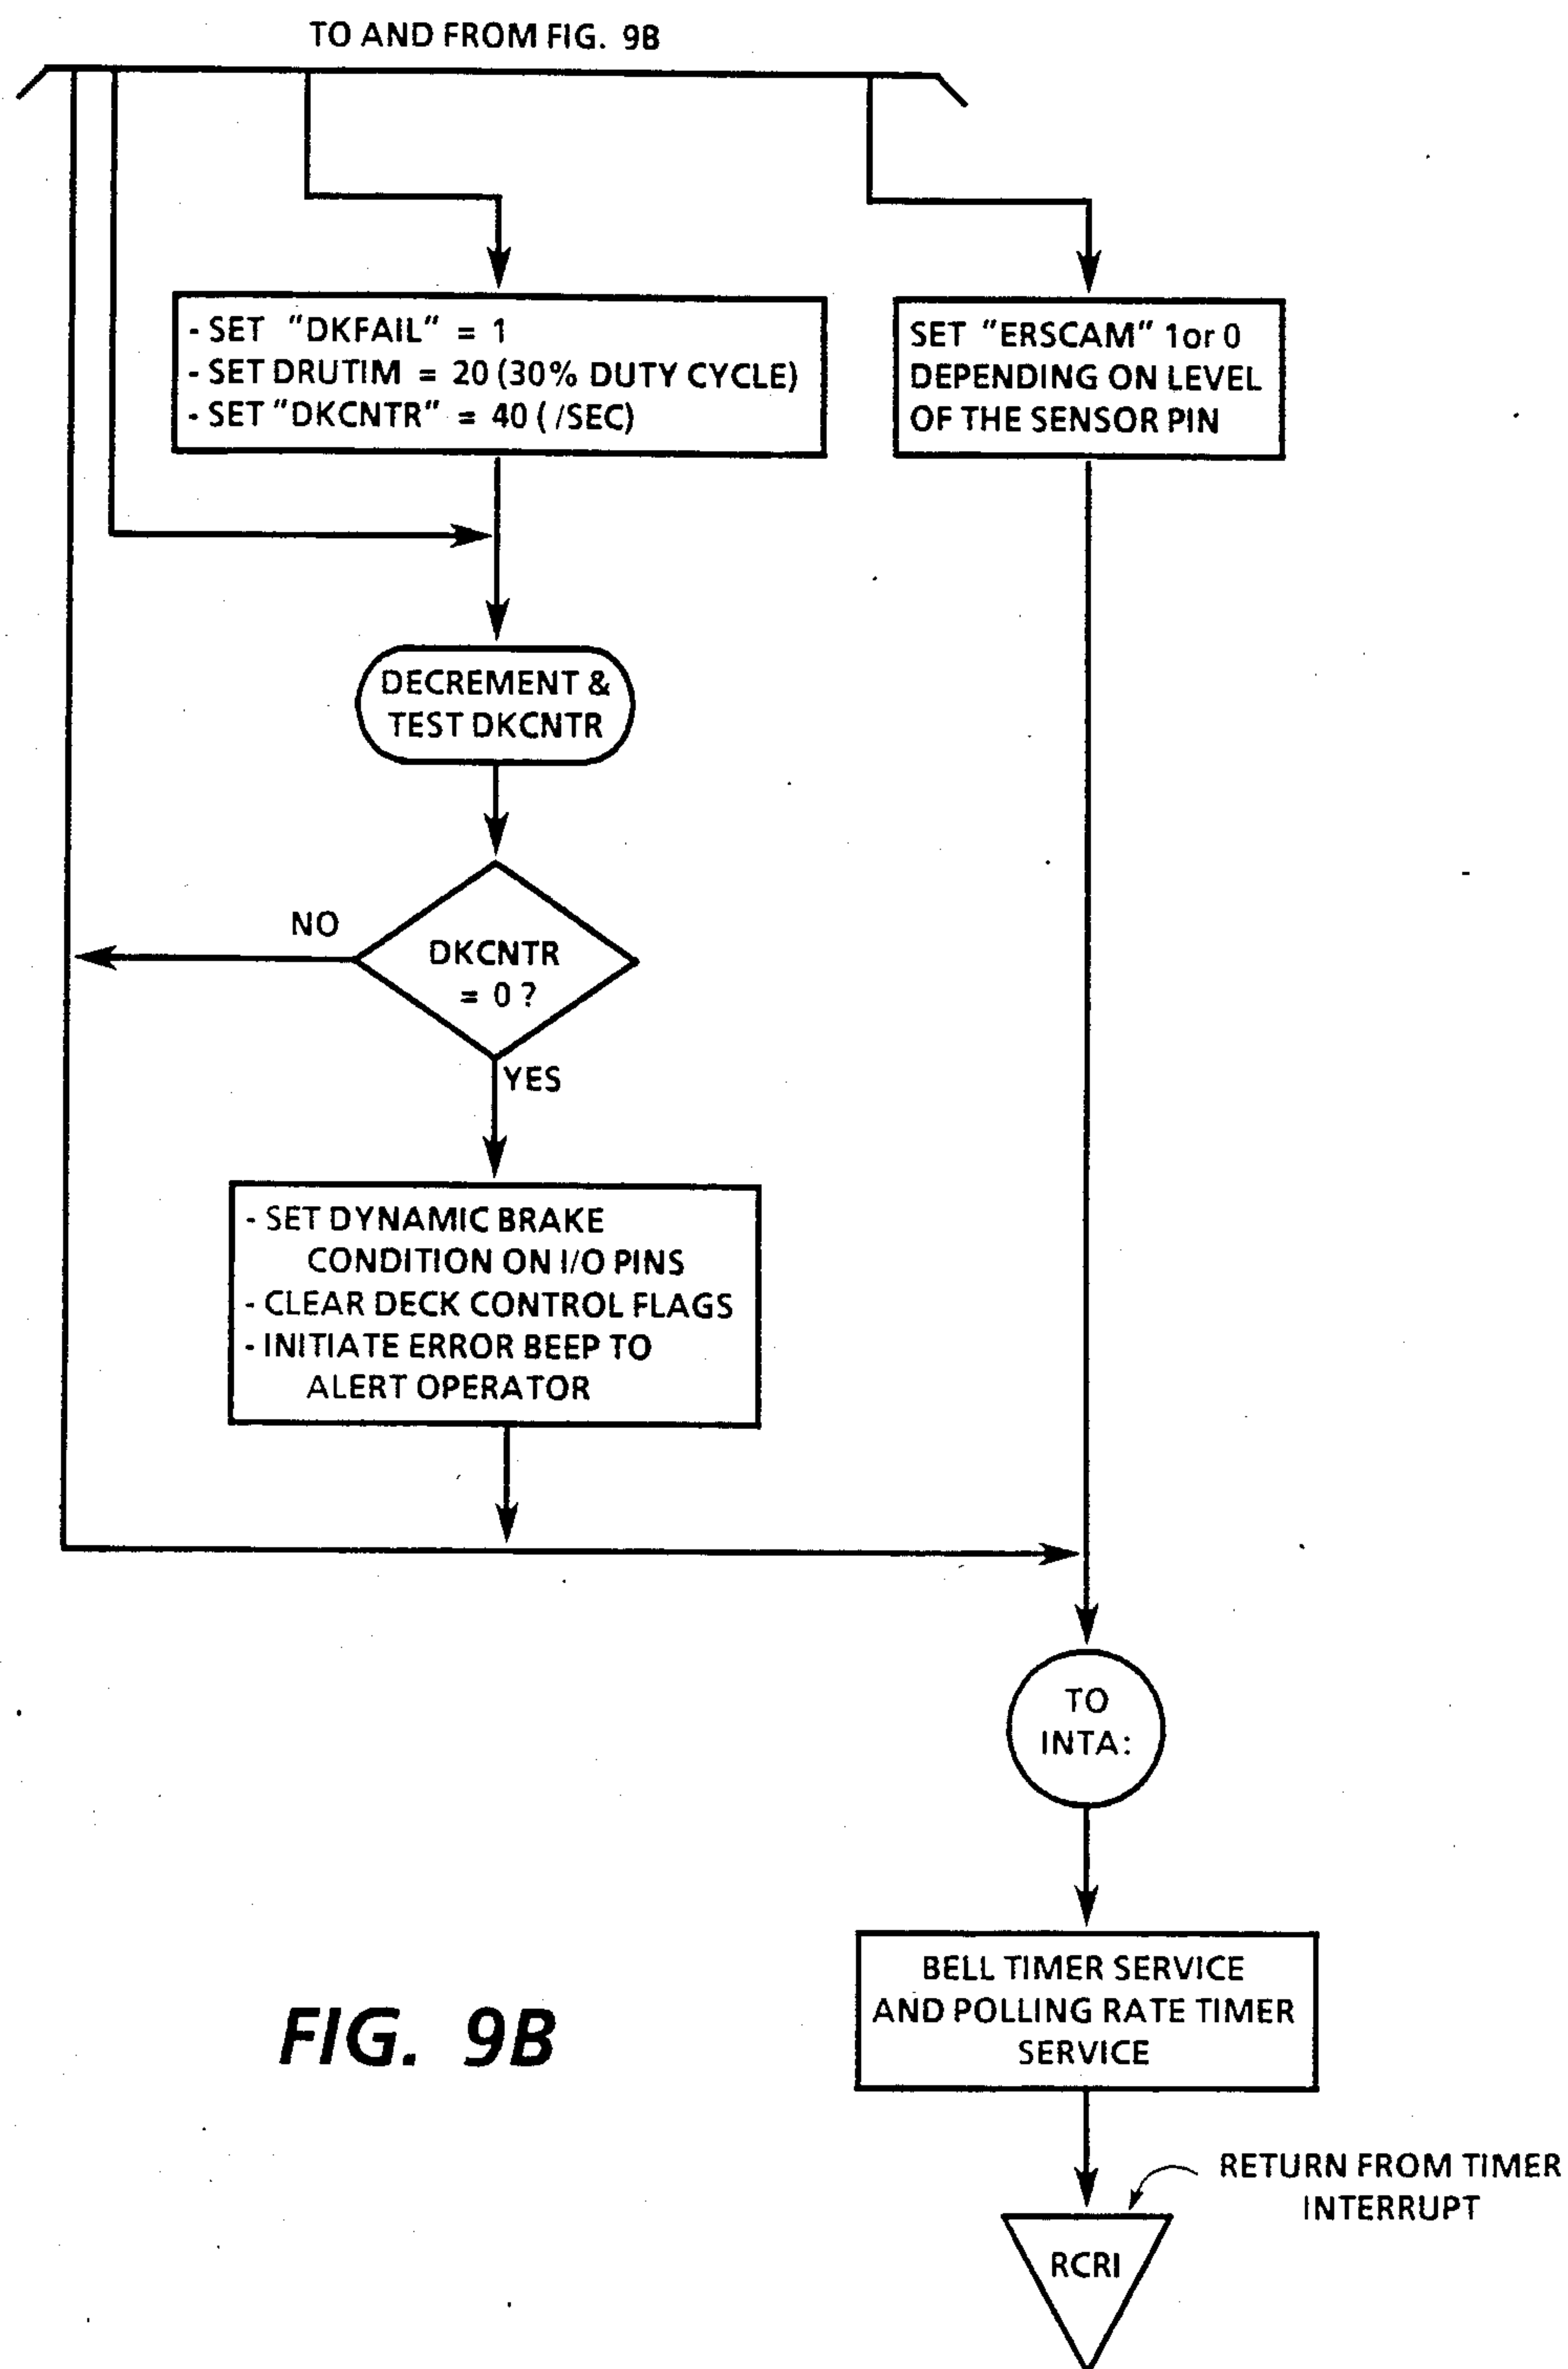 TO AND FROM FIG. 9B
- SET "DKFAIL" = 1
- SET DRUTIM = 20 (30% DUTY CYCLE)
- SET "DKCNTR" = 40 ( /SEC)
SET "ERSCAM" 1or 0
DEPENDING ON LEVEL
OF THE SENSOR PIN
DECREMENT &
TEST DKCNTR
NO
DKCNTR
= 0 ?
YES
- SET DYNAMIC BRAKE
CONDITION ON I/O PINS
- CLEAR DECK CONTROL FLAGS
- INITIATE ERROR BEEP TO
ALERT OPERATOR
TO
INTA:
BELL TIMER SERVICE
AND POLLING RATE TIMER
SERVICE
FIG. 9B
RETURN FROM TIMER
INTERRUPT
RCRI